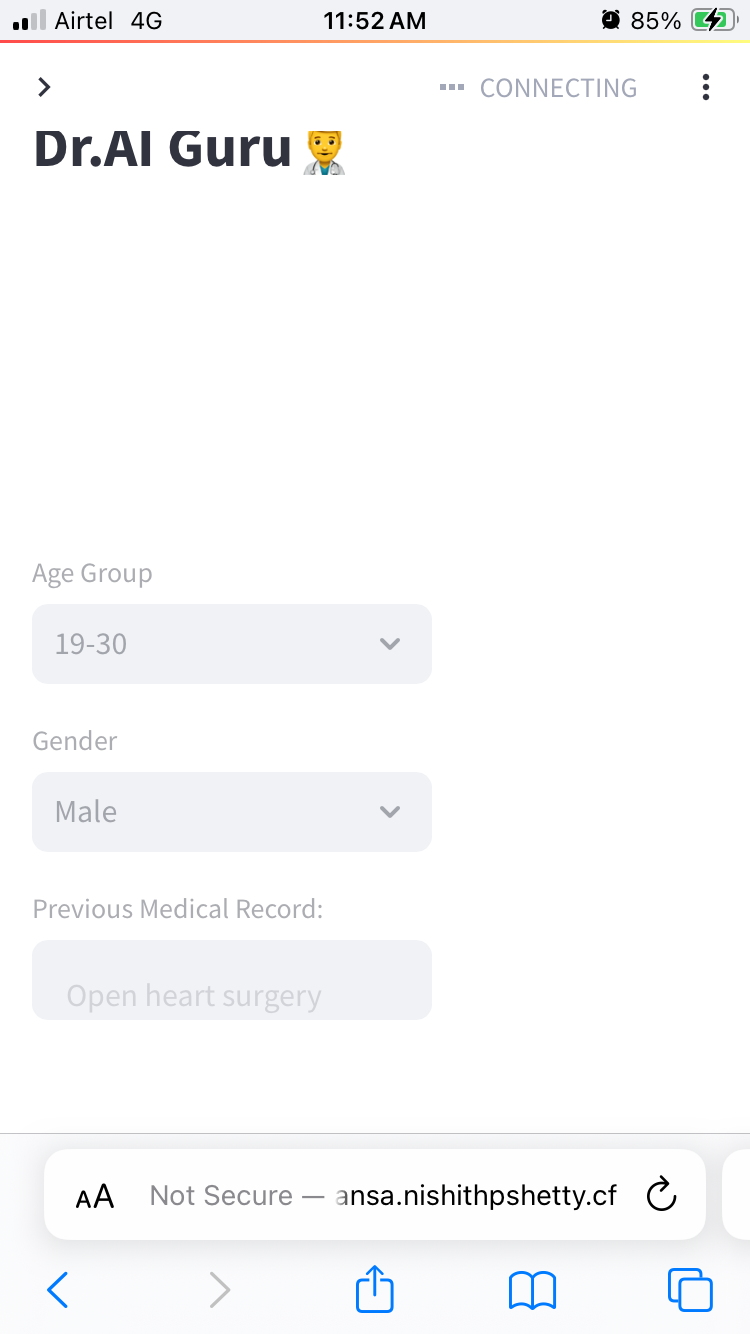 Airtel 4G 11:52 AM 85%
CONNECTING
Dr.AI Guru
Age Group
19-30
Gender
Male
Previous Medical Record:
Open heart surgery
AA Not Secure — ansa.nishithpshetty.cf